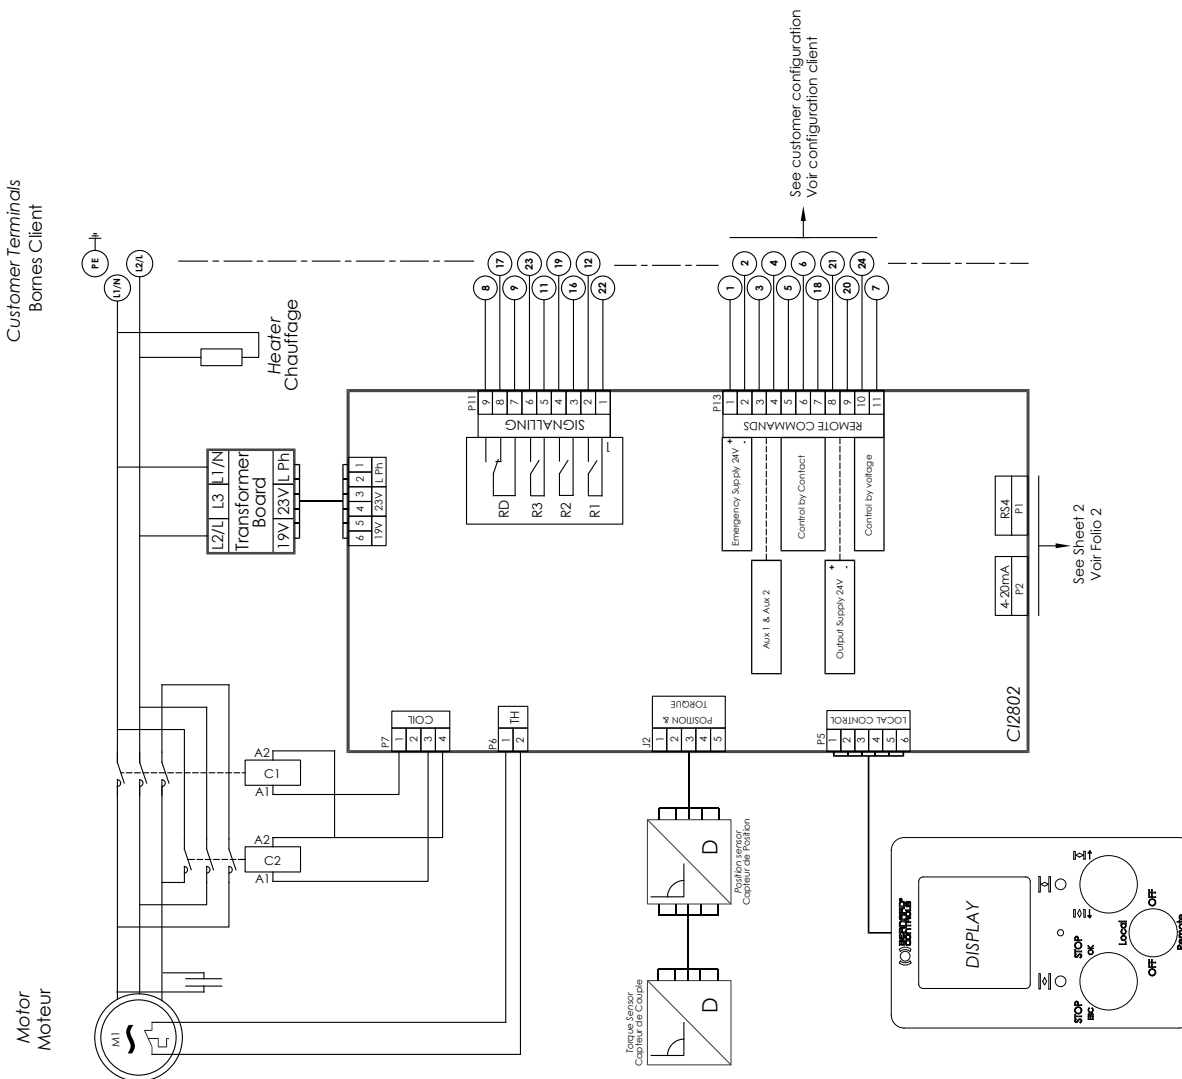 Customer Terminals
Bornes Client
PE
L1/N
L2/L
Heater
Chauffage
Motor
Moteur
M1
A2
C1
A1
A2
C2
A1
L2/L L3 L1/N
Transformer
Board
19V 23V L Ph
6 5 4 3 2 1
19V 23V L Ph
P7
COIL
1
2
3
4
P6
TH
1
2
P11
SIGNALLING
9
8
7
6
5
4
3
2
1
RD
R3
R2
R1
8
17
9
23
11
19
16
12
22
P13
REMOTE COMMANDS
1
2
3
4
5
6
7
8
9
10
11
1
2
3
4
5
6
18
21
20
24
7
Emergency Supply 24V
+
-
Aux 1 & Aux 2
Control by Contact
Output Supply 24V
+
-
Control by voltage
See customer configuration
Voir configuration client
J2
POSITION &
TORQUE
1
2
3
4
5
P5
LOCAL CONTROL
1
2
3
4
5
6
4-20mA
P2
RS4
P1
See Sheet 2
Voir Folio 2
CI2802
D
Position sensor
Capteur de Position
D
Torque Sensor
Capteur de Couple
BERNARD
CONTROLS
DISPLAY
STOP
ESC
STOP
OK
OFF
Local
OFF
Remote